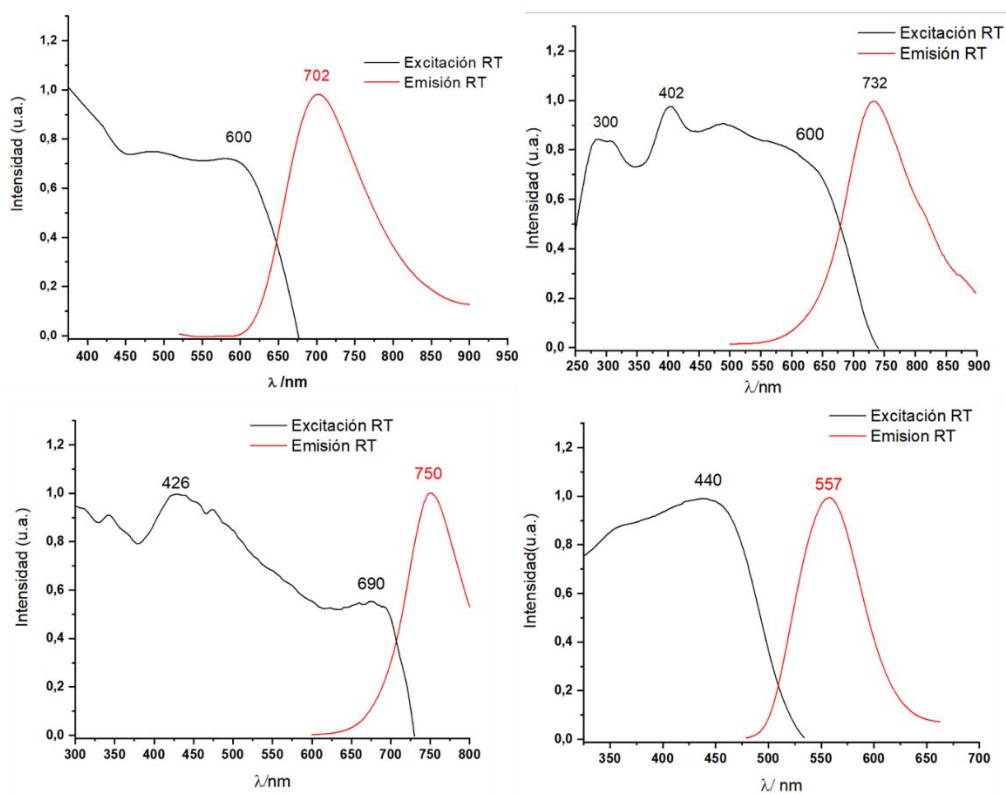 Excitación RT
Emisión RT
702
600
1,2
1,0
0,8
0,6
0,4
0,2
0,0
Intensidad (u.a.)
400 450 500 550 600 650 700 750 800 850 900 950
λ /nm
Excitación RT
Emisión RT
300
402
600
732
1,2
1,0
0,8
0,6
0,4
0,2
0,0
Intensidad (u.a.)
250 300 350 400 450 500 550 600 650 700 750 800 850 900
λ/nm
Excitación RT
Emisión RT
426
690
750
1,2
1,0
0,8
0,6
0,4
0,2
0,0
Intensidad (u.a.)
300 350 400 450 500 550 600 650 700 750 800
λ/nm
Excitación RT
Emision RT
440
557
1,2
1,0
0,8
0,6
0,4
0,2
0,0
Intensidad(u.a.)
350 400 450 500 550 600 650 700
λ/ nm